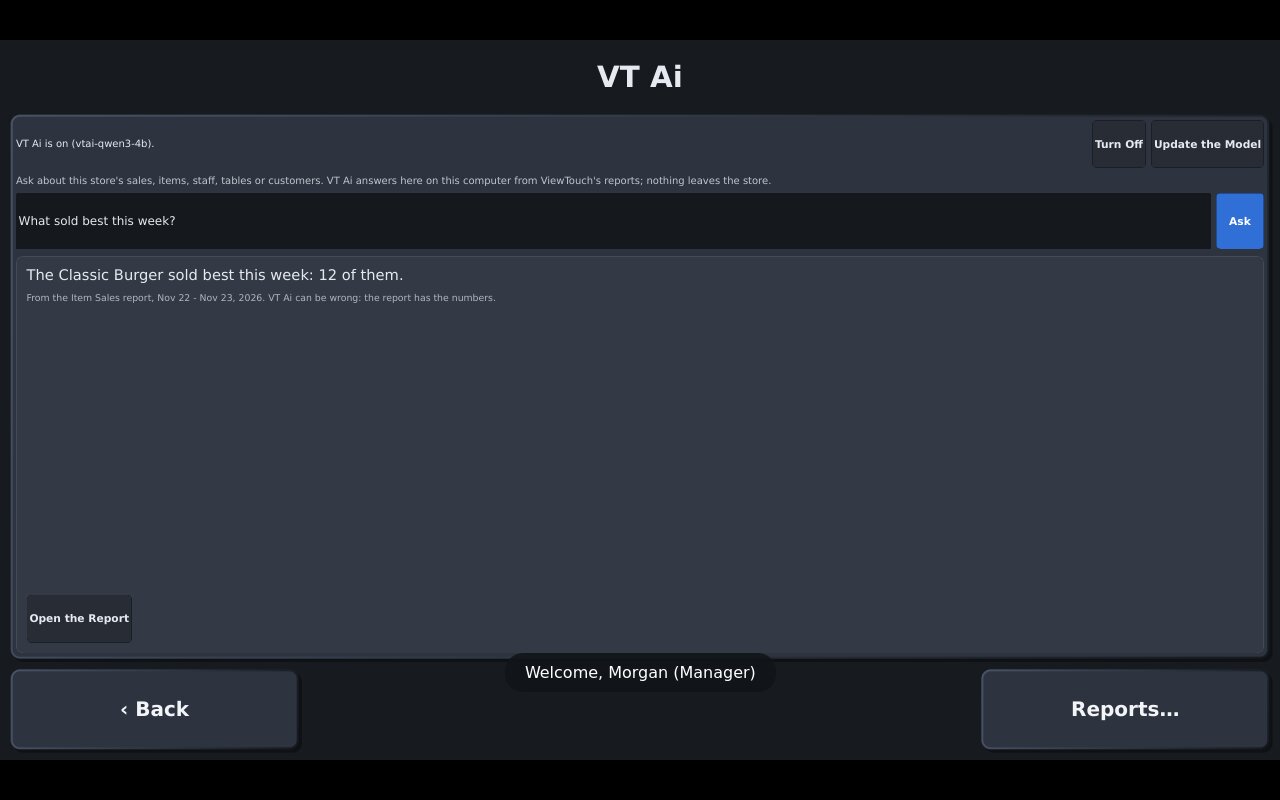 VT Ai
VT Ai is on (vtai-qwen3-4b).
Turn Off
Update the Model
Ask about this store's sales, items, staff, tables or customers. VT Ai answers here on this computer from ViewTouch's reports; nothing leaves the store.
What sold best this week?
Ask
The Classic Burger sold best this week: 12 of them.
From the Item Sales report, Nov 22 - Nov 23, 2026. VT Ai can be wrong: the report has the numbers.
Open the Report
Welcome, Morgan (Manager)
‹ Back
Reports...